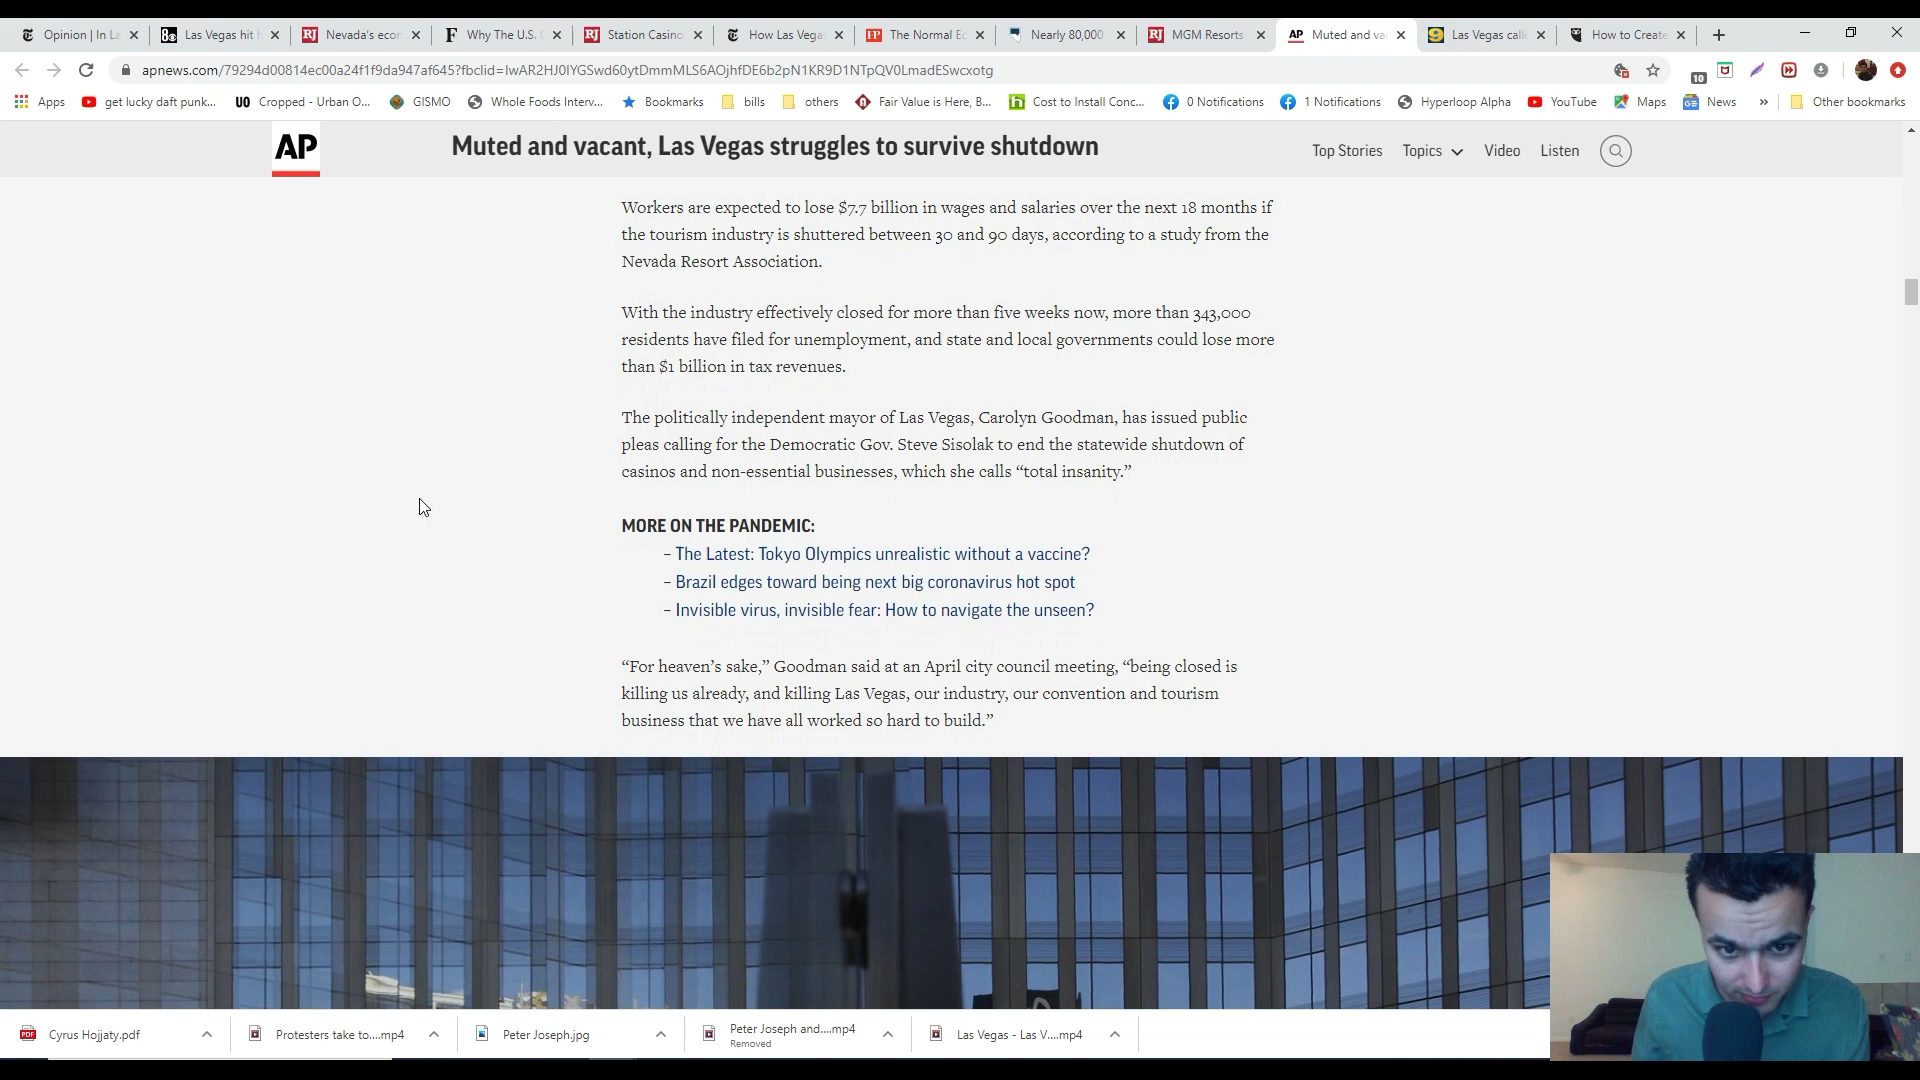 Opinion | In La
Las Vegas hit h
Nevada's econ
Why The U.S. C
Station Casino
How Las Vegas
The Normal Ec
Nearly 80,000
MGM Resorts
Muted and va
Las Vegas calle
How to Create
apnews.com/79294d00814ec00a24f1f9da947af645?fbclid=IwAR2HJ0IYGSwd60ytDmmMLS6AOjhfDE6b2pN1KR9D1NTpQV0LmadESwcxotg
10
Apps
get lucky daft punk...
UO Cropped - Urban O...
GISMO
Whole Foods Interv...
Bookmarks
bills
others
Fair Value is Here, B...
Cost to Install Conc...
0 Notifications
1 Notifications
Hyperloop Alpha
YouTube
Maps
News
»
Other bookmarks
AP
Muted and vacant, Las Vegas struggles to survive shutdown
Top Stories
Topics
Video
Listen
Workers are expected to lose $7.7 billion in wages and salaries over the next 18 months if
the tourism industry is shuttered between 30 and 90 days, according to a study from the
Nevada Resort Association.
With the industry effectively closed for more than five weeks now, more than 343,000
residents have filed for unemployment, and state and local governments could lose more
than $1 billion in tax revenues.
The politically independent mayor of Las Vegas, Carolyn Goodman, has issued public
pleas calling for the Democratic Gov. Steve Sisolak to end the statewide shutdown of
casinos and non-essential businesses, which she calls “total insanity.”
MORE ON THE PANDEMIC:
– The Latest: Tokyo Olympics unrealistic without a vaccine?
– Brazil edges toward being next big coronavirus hot spot
– Invisible virus, invisible fear: How to navigate the unseen?
“For heaven’s sake,” Goodman said at an April city council meeting, “being closed is
killing us already, and killing Las Vegas, our industry, our convention and tourism
business that we have all worked so hard to build.”
Cyrus Hojjaty.pdf
Protesters take to....mp4
Peter Joseph.jpg
Peter Joseph and....mp4
Removed
Las Vegas - Las V....mp4